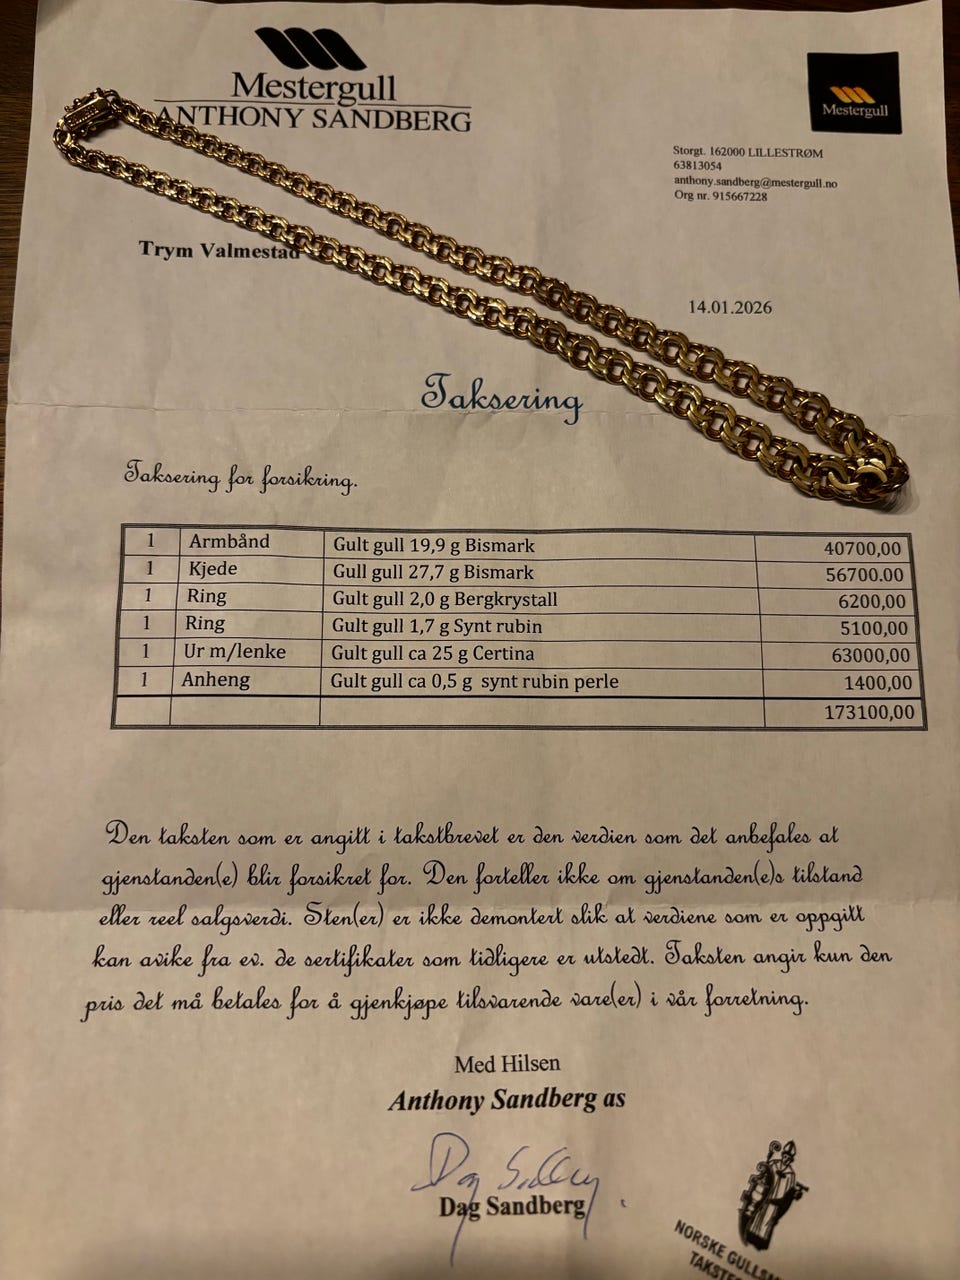 Mestergull
ANTHONY SANDBERG
Mestergull
Storgt. 162000 LILLESTRØM
63813054
anthony.sandberg@mestergull.no
Org nr. 915667228
Trym Valmestad
14.01.2026
Taksering
Taksering for forsikring.
1 Armbånd Gult gull 19,9 g Bismark 40700,00
1 Kjede Gull gull 27,7 g Bismark 56700.00
1 Ring Gult gull 2,0 g Bergkrystall 6200,00
1 Ring Gult gull 1,7 g Synt rubin 5100,00
1 Ur m/lenke Gult gull ca 25 g Certina 63000,00
1 Anheng Gult gull ca 0,5 g synt rubin perle 1400,00
173100,00
Den taksten som er angitt i takstbrevet er den verdien som det anbefales at
gjenstanden(e) blir forsikret for. Den forteller ikke om gjenstanden(e)s tilstand
eller reel salgsverdi. Sten(er) er ikke demontert slik at verdiene som er oppgitt
kan avike fra ev. de sertifikater som tidligere er utstedt. Taksten angir kun den
pris det må betales for å gjenkjøpe tilsvarende vare(er) i vår forretning.
Med Hilsen
Anthony Sandberg as
Dag Sandberg
NORSKE